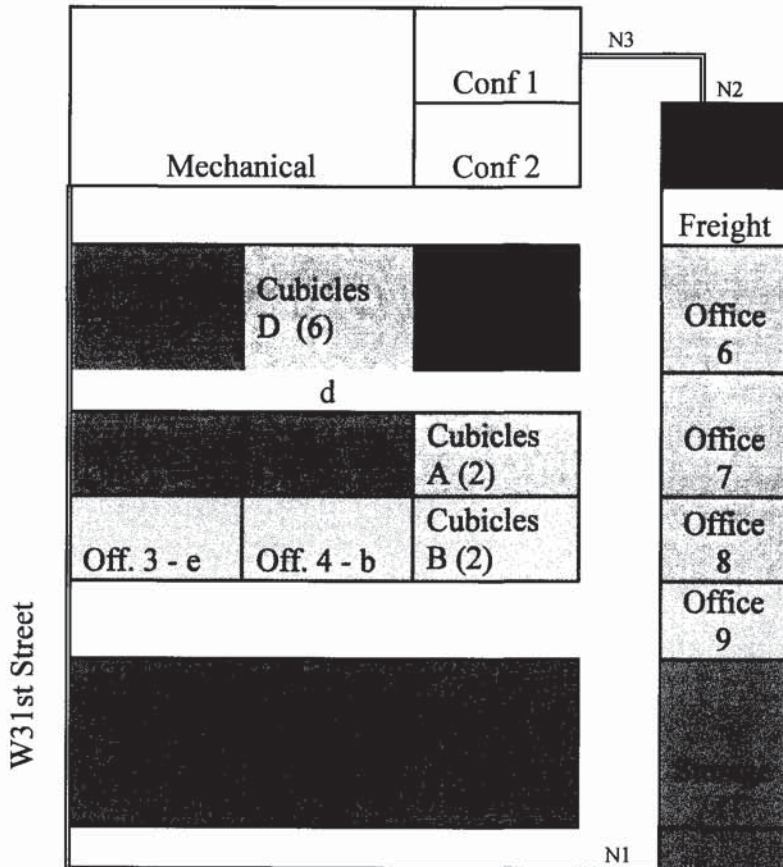 N3
Conf 1
N2
Mechanical
Conf 2
Freight
Cubicles
D (6)
Office
6
d
Cubicles
A (2)
Office
7
Off. 3 - e
Off. 4 - b
Cubicles
B (2)
Office
8
Office
9
W31st Street
N1